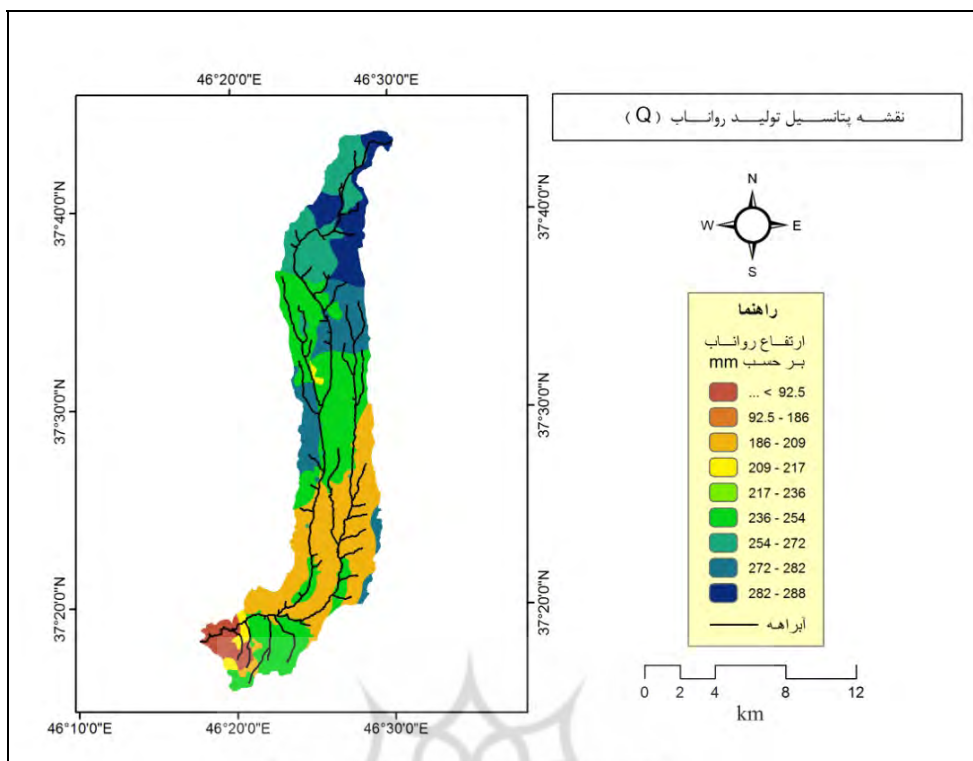 46°20'0"E 46°30'0"E
نقشه پتانسیل تولید رواناب (Q)
37°40'0"N
37°40'0"N
N
W E
S
راهنما
ارتفاع رواناب
بر حسب mm
... < 92.5
92.5 - 186
186 - 209
209 - 217
217 - 236
236 - 254
254 - 272
272 - 282
282 - 288
آبراهه
37°30'0"N
37°30'0"N
37°20'0"N
37°20'0"N
0 2 4 8 12
km
46°10'0"E 46°20'0"E 46°30'0"E